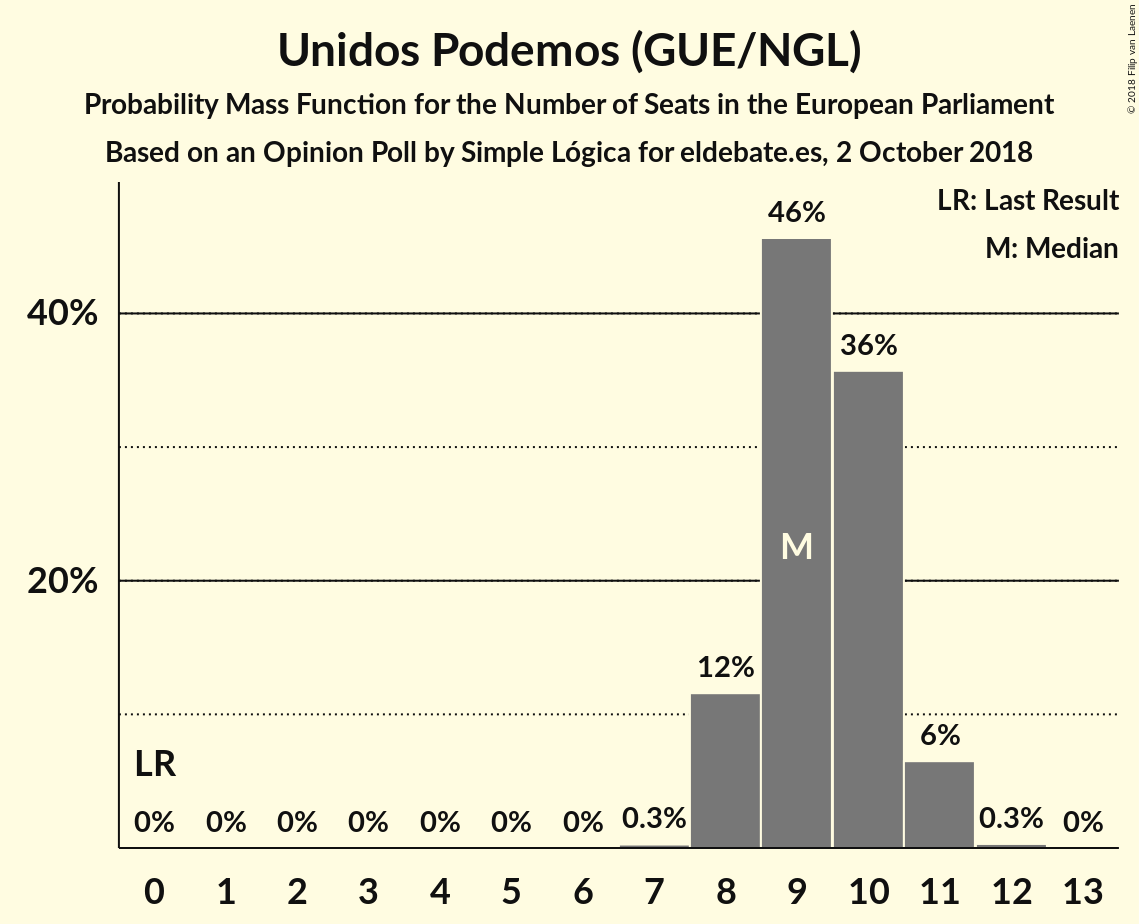 Unidos Podemos (GUE/NGL)
Probability Mass Function for the Number of Seats in the European Parliament
Based on an Opinion Poll by Simple Lógica for eldebate.es, 2 October 2018
© 2018 Filip van Laenen
LR: Last Result
M: Median
46%
40%
36%
M
20%
12%
6%
LR
0% 0% 0% 0% 0% 0% 0% 0.3% 0.3% 0%
0 1 2 3 4 5 6 7 8 9 10 11 12 13